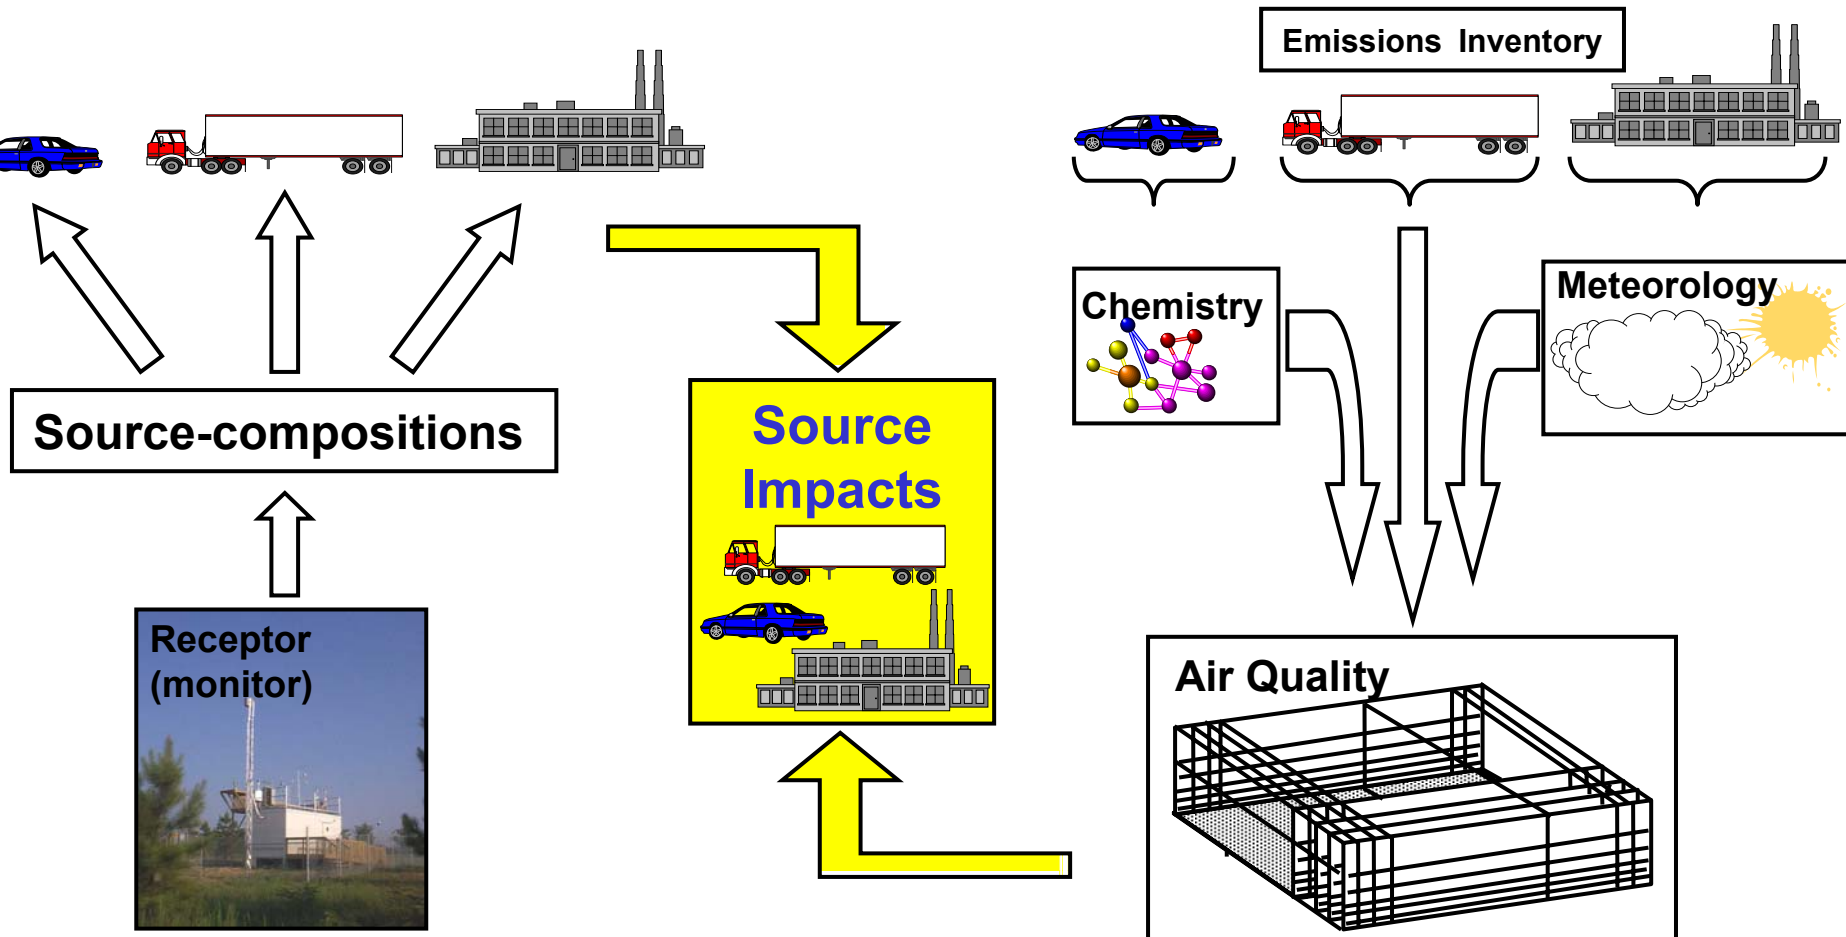 Emissions Inventory
Chemistry
Meteorology
Source-compositions
Source
Impacts
Receptor
(monitor)
Air Quality